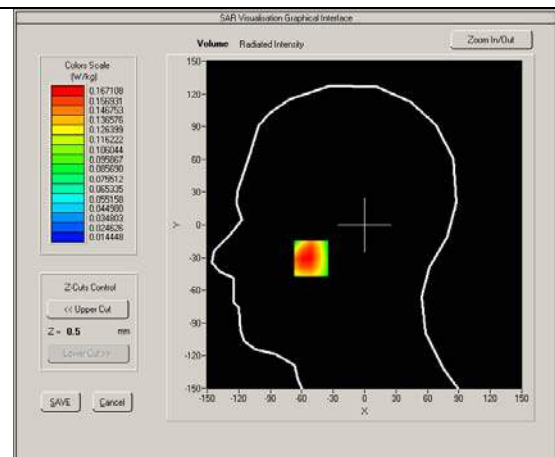 SAR Visualisation Graphical Interface
Volume Radiated Intensity
Zoom In/Out
Colors Scale
(W/kg)
0.167108
0.156931
0.146753
0.136576
0.126399
0.116222
0.106044
0.095867
0.085690
0.075512
0.065335
0.055158
0.044980
0.034803
0.024626
0.014448
Z-Cuts Control
<< Upper Cut
Z = 0.5 mm
Lower Cut >>
SAVE
Cancel
150
120
90
60
30
0
-30
-60
-90
-120
-150
Y
-150 -120 -90 -60 -30 0 30 60 90 120 150
X